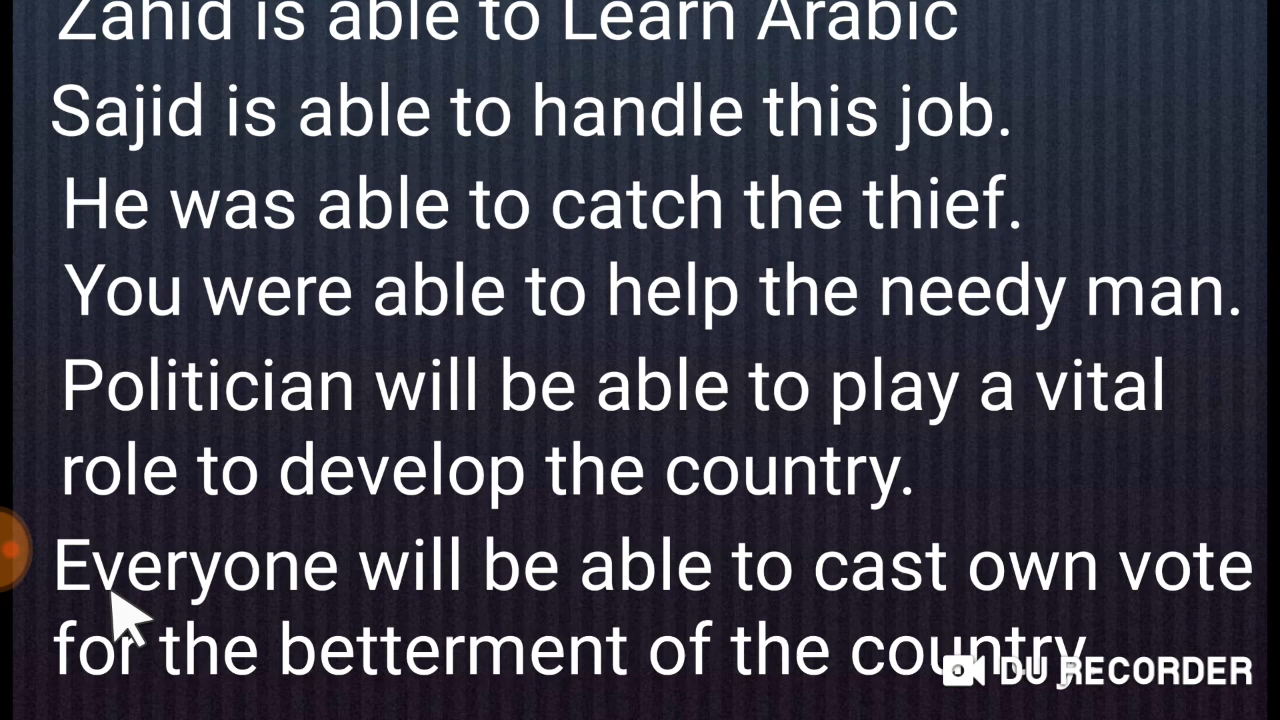 Zahid is able to Learn Arabic
Sajid is able to handle this job.
He was able to catch the thief.
You were able to help the needy man.
Politician will be able to play a vital
role to develop the country.
Everyone will be able to cast own vote
for the betterment of the country
DU RECORDER